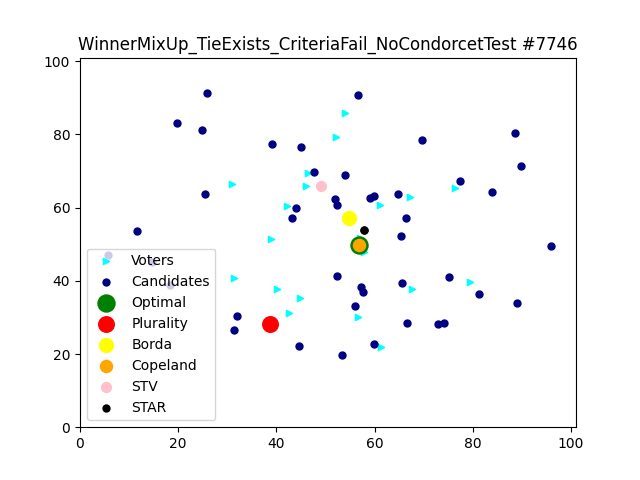 WinnerMixUp_TieExists_CriteriaFail_NoCondorcetTest #7746
100
80
60
40
20
0
Voters
Candidates
Optimal
Plurality
Borda
Copeland
STV
STAR
0 20 40 60 80 100